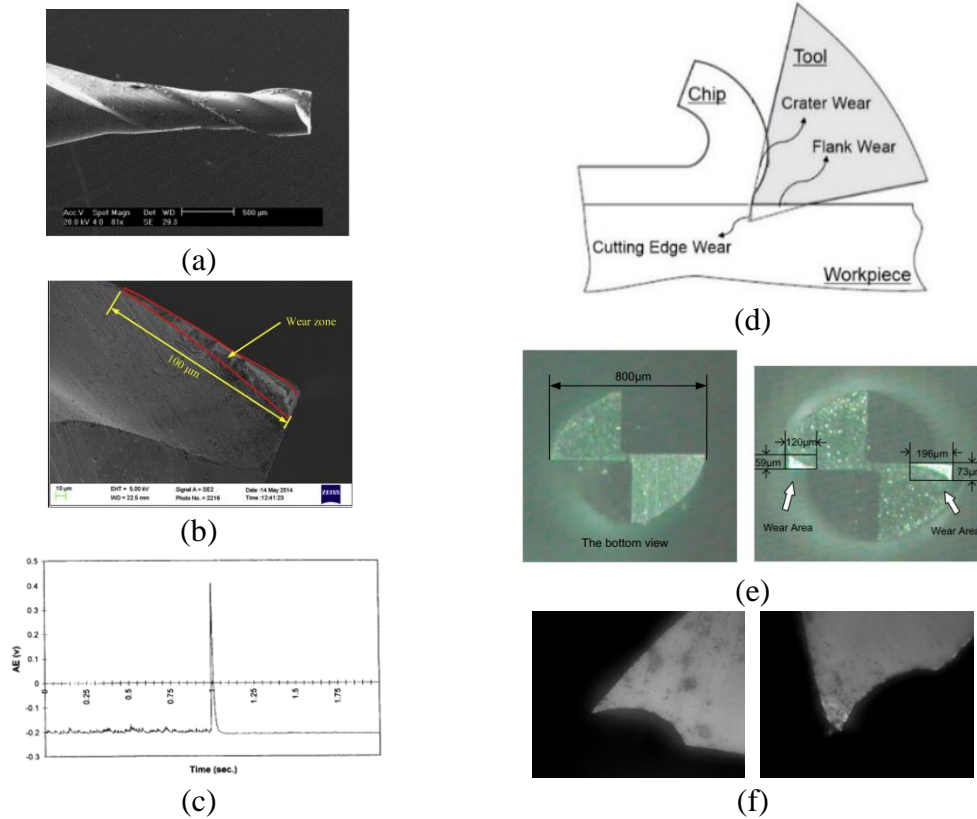 Acc.V Spot Magn Det WD 500 µm
20.0 kV 4.0 81x SE 29.3
(a)
Wear zone
100 µm
10 µm
EHT = 5.00 kV Signal A = SE2 Date :14 May 2014
WD = 22.5 mm Photo No. = 2216 Time :12:41:23
ZEISS
(b)
0.5
0.4
0.3
0.2
0.1
0
-0.1
-0.2
-0.3
AE (v)
0 0.25 0.5 0.75 1 1.25 1.5 1.75
Time (sec.)
(c)
Tool
Chip
Crater Wear
Flank Wear
Cutting Edge Wear
Workpiece
(d)
800µm
The bottom view
120µm
59µm
196µm
73µm
Wear Area
Wear Area
(e)
(f)